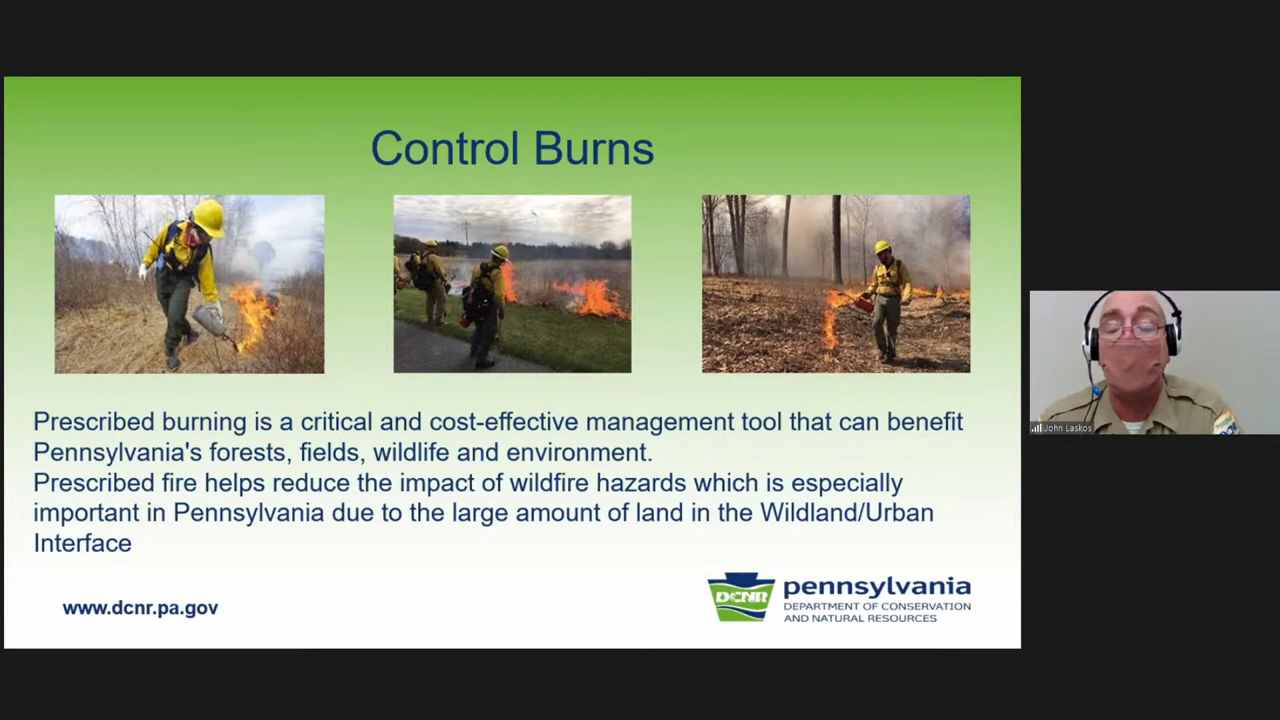 Control Burns
Prescribed burning is a critical and cost-effective management tool that can benefit
Pennsylvania's forests, fields, wildlife and environment.
Prescribed fire helps reduce the impact of wildfire hazards which is especially
important in Pennsylvania due to the large amount of land in the Wildland/Urban
Interface
www.dcnr.pa.gov
DCNR
pennsylvania
DEPARTMENT OF CONSERVATION
AND NATURAL RESOURCES
John Laskos